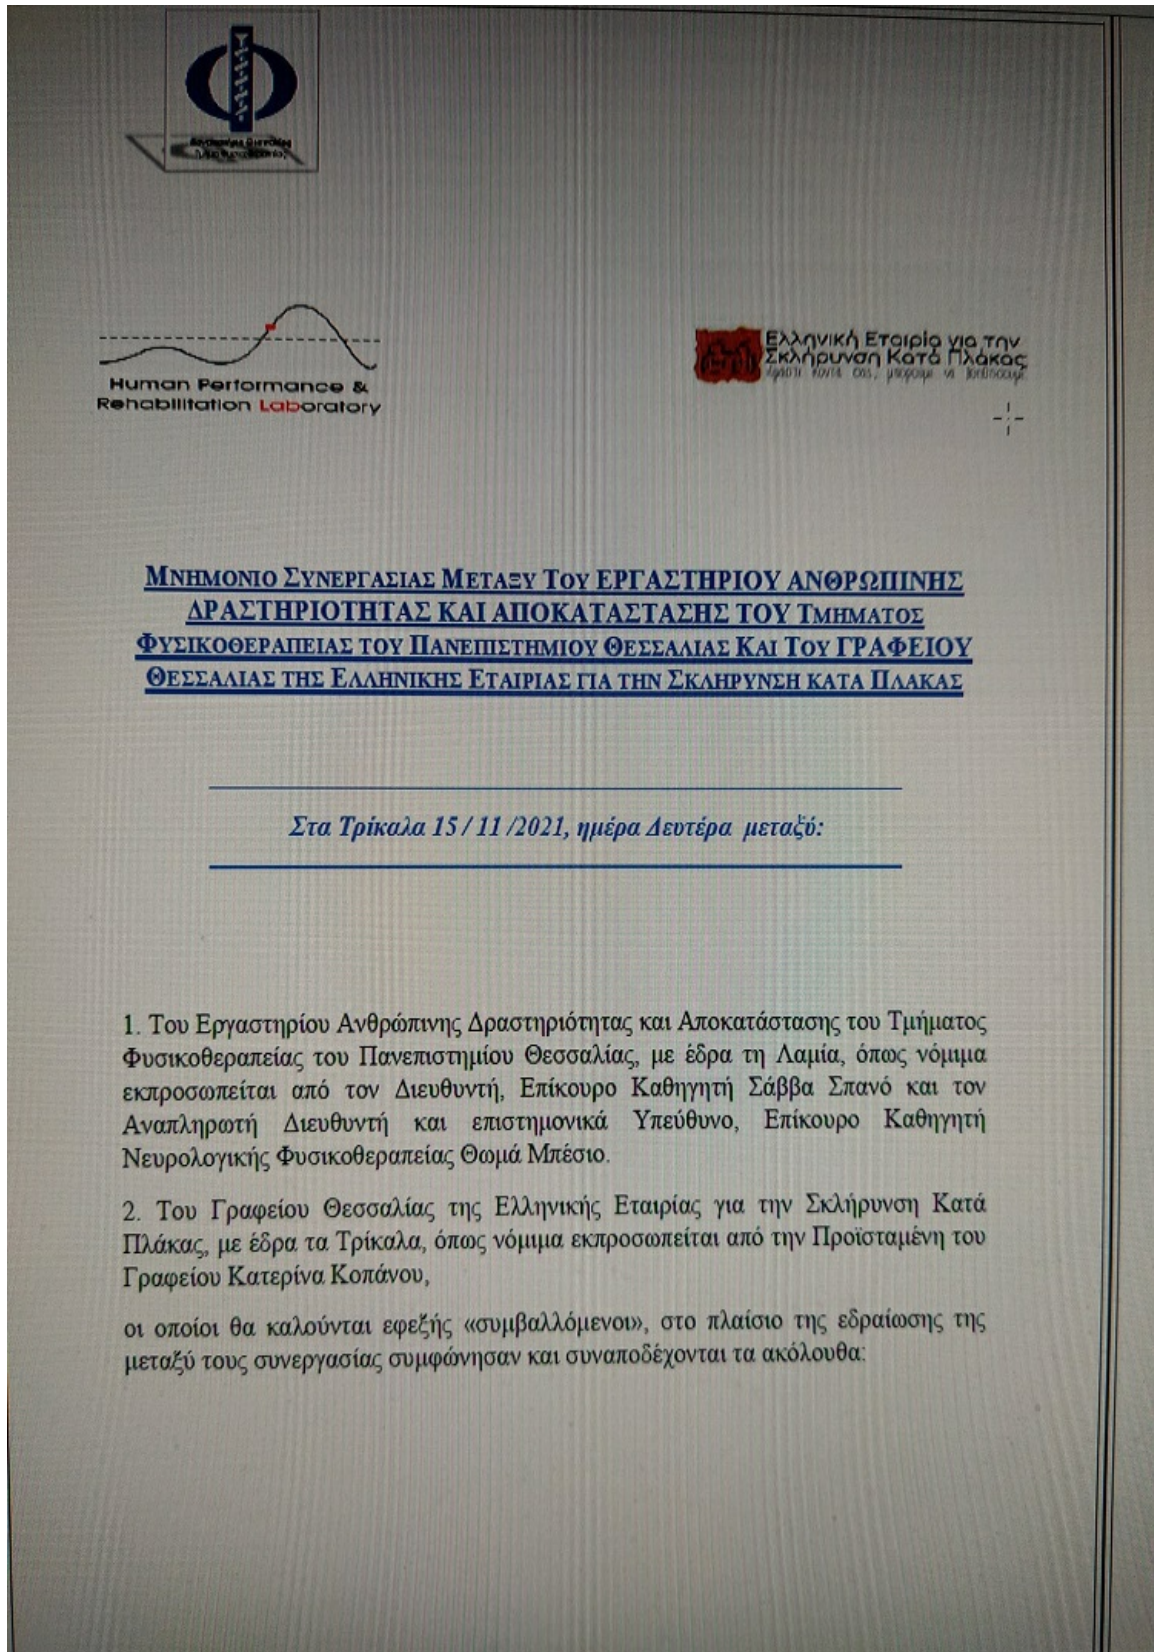 Πανεπιστήμιο Θεσσαλίας
Τμήμα Φυσικοθεραπείας
Human Performance &
Rehabilitation Laboratory
Ελληνική Εταιρία για την
Σκλήρυνση Κατά Πλάκας
ΜΝΗΜΟΝΙΟ ΣΥΝΕΡΓΑΣΙΑΣ ΜΕΤΑΞΥ ΤΟΥ ΕΡΓΑΣΤΗΡΙΟΥ ΑΝΘΡΩΠΙΝΗΣ
ΔΡΑΣΤΗΡΙΟΤΗΤΑΣ ΚΑΙ ΑΠΟΚΑΤΑΣΤΑΣΗΣ ΤΟΥ ΤΜΗΜΑΤΟΣ
ΦΥΣΙΚΟΘΕΡΑΠΕΙΑΣ ΤΟΥ ΠΑΝΕΠΙΣΤΗΜΙΟΥ ΘΕΣΣΑΛΙΑΣ ΚΑΙ ΤΟΥ ΓΡΑΦΕΙΟΥ
ΘΕΣΣΑΛΙΑΣ ΤΗΣ ΕΛΛΗΝΙΚΗΣ ΕΤΑΙΡΙΑΣ ΓΙΑ ΤΗΝ ΣΚΛΗΡΥΝΣΗ ΚΑΤΑ ΠΛΑΚΑΣ
Στα Τρίκαλα 15 / 11 /2021, ημέρα Δευτέρα μεταξύ:
1. Του Εργαστηρίου Ανθρώπινης Δραστηριότητας και Αποκατάστασης του Τμήματος
Φυσικοθεραπείας του Πανεπιστημίου Θεσσαλίας, με έδρα τη Λαμία, όπως νόμιμα
εκπροσωπείται από τον Διευθυντή, Επίκουρο Καθηγητή Σάββα Σπανό και τον
Αναπληρωτή Διευθυντή και επιστημονικά Υπεύθυνο, Επίκουρο Καθηγητή
Νευρολογικής Φυσικοθεραπείας Θωμά Μπέσιο.
2. Του Γραφείου Θεσσαλίας της Ελληνικής Εταιρίας για την Σκλήρυνση Κατά
Πλάκας, με έδρα τα Τρίκαλα, όπως νόμιμα εκπροσωπείται από την Προϊσταμένη του
Γραφείου Κατερίνα Κοπάνου,
οι οποίοι θα καλούνται εφεξής «συμβαλλόμενοι», στο πλαίσιο της εδραίωσης της
μεταξύ τους συνεργασίας συμφώνησαν και συναποδέχονται τα ακόλουθα: